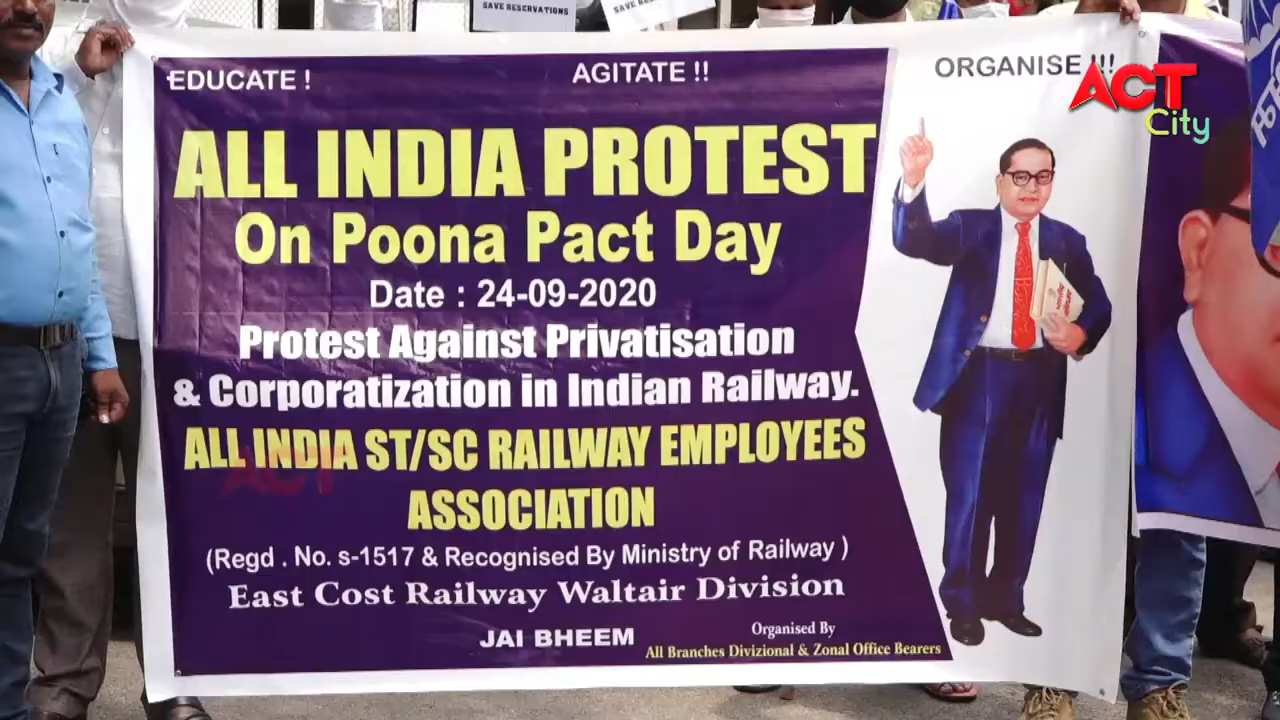 SAVE RESERVATIONS
EDUCATE !
AGITATE !!
ORGANISE !!!
ACT
City
ALL INDIA PROTEST
On Poona Pact Day
Date : 24-09-2020
Protest Against Privatisation
& Corporatization in Indian Railway.
ALL INDIA ST/SC RAILWAY EMPLOYEES
ASSOCIATION
ACT
(Regd . No. s-1517 & Recognised By Ministry of Railway )
East Cost Railway Waltair Division
JAI BHEEM
Organised By
All Branches Divizional & Zonal Office Bearers